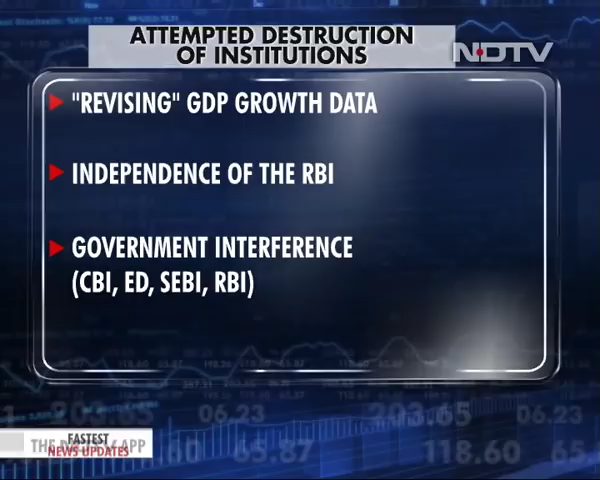 ATTEMPTED DESTRUCTION
OF INSTITUTIONS
NDTV
"REVISING" GDP GROWTH DATA
INDEPENDENCE OF THE RBI
GOVERNMENT INTERFERENCE
(CBI, ED, SEBI, RBI)
06.23
203.65
06.23
65.87
118.60
FASTEST
NEWS UPDATES